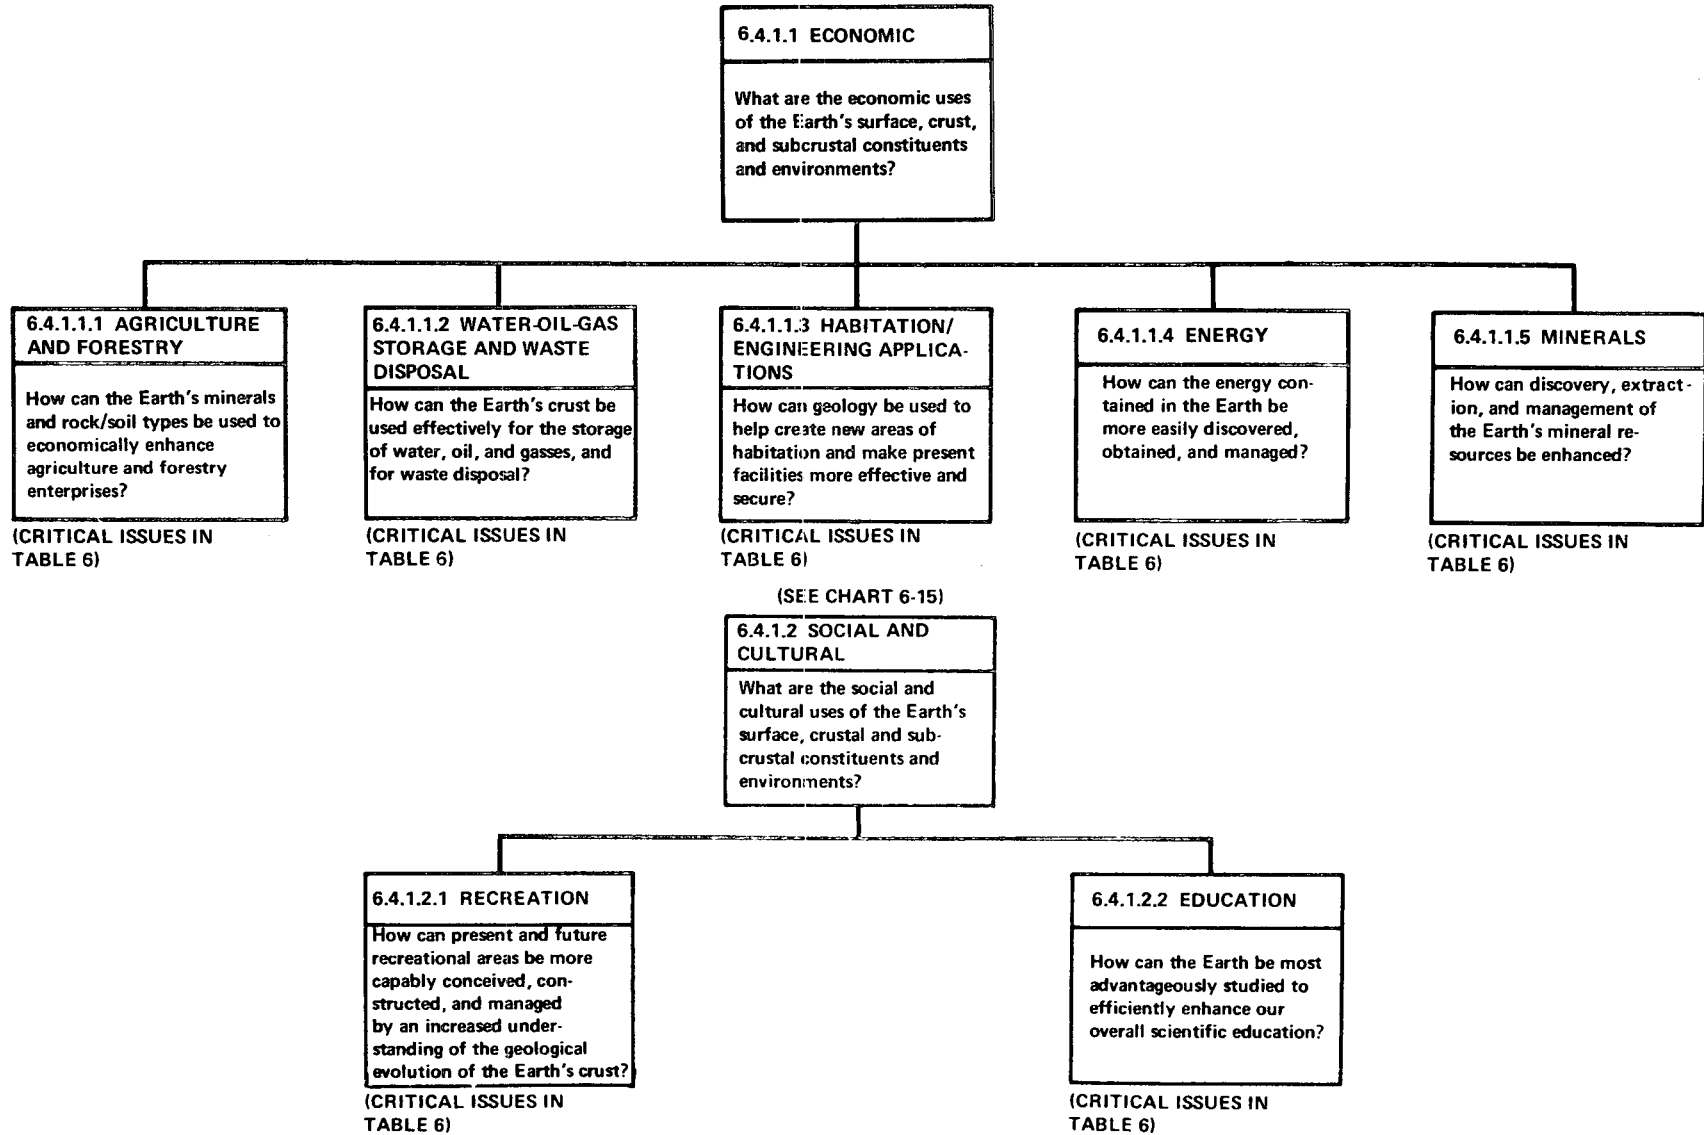 6.4.1.1 ECONOMIC
What are the economic uses
of the Earth's surface, crust,
and subcrustal constituents
and environments?
6.4.1.1.1 AGRICULTURE
AND FORESTRY
How can the Earth's minerals
and rock/soil types be used to
economically enhance
agriculture and forestry
enterprises?
(CRITICAL ISSUES IN
TABLE 6)
6.4.1.1.2 WATER-OIL-GAS
STORAGE AND WASTE
DISPOSAL
How can the Earth's crust be
used effectively for the storage
of water, oil, and gasses, and
for waste disposal?
(CRITICAL ISSUES IN
TABLE 6)
6.4.1.1.3 HABITATION/
ENGINEERING APPLICA-
TIONS
How can geology be used to
help create new areas of
habitation and make present
facilities more effective and
secure?
(CRITICAL ISSUES IN
TABLE 6)
6.4.1.1.4 ENERGY
How can the energy con-
tained in the Earth be
more easily discovered,
obtained, and managed?
(CRITICAL ISSUES IN
TABLE 6)
6.4.1.1.5 MINERALS
How can discovery, extract-
ion, and management of
the Earth's mineral re-
sources be enhanced?
(CRITICAL ISSUES IN
TABLE 6)
(SEE CHART 6-15)
6.4.1.2 SOCIAL AND
CULTURAL
What are the social and
cultural uses of the Earth's
surface, crustal and sub-
crustal constituents and
environments?
6.4.1.2.1 RECREATION
How can present and future
recreational areas be more
capably conceived, con-
structed, and managed
by an increased under-
standing of the geological
evolution of the Earth's crust?
(CRITICAL ISSUES IN
TABLE 6)
6.4.1.2.2 EDUCATION
How can the Earth be most
advantageously studied to
efficiently enhance our
overall scientific education?
(CRITICAL ISSUES IN
TABLE 6)